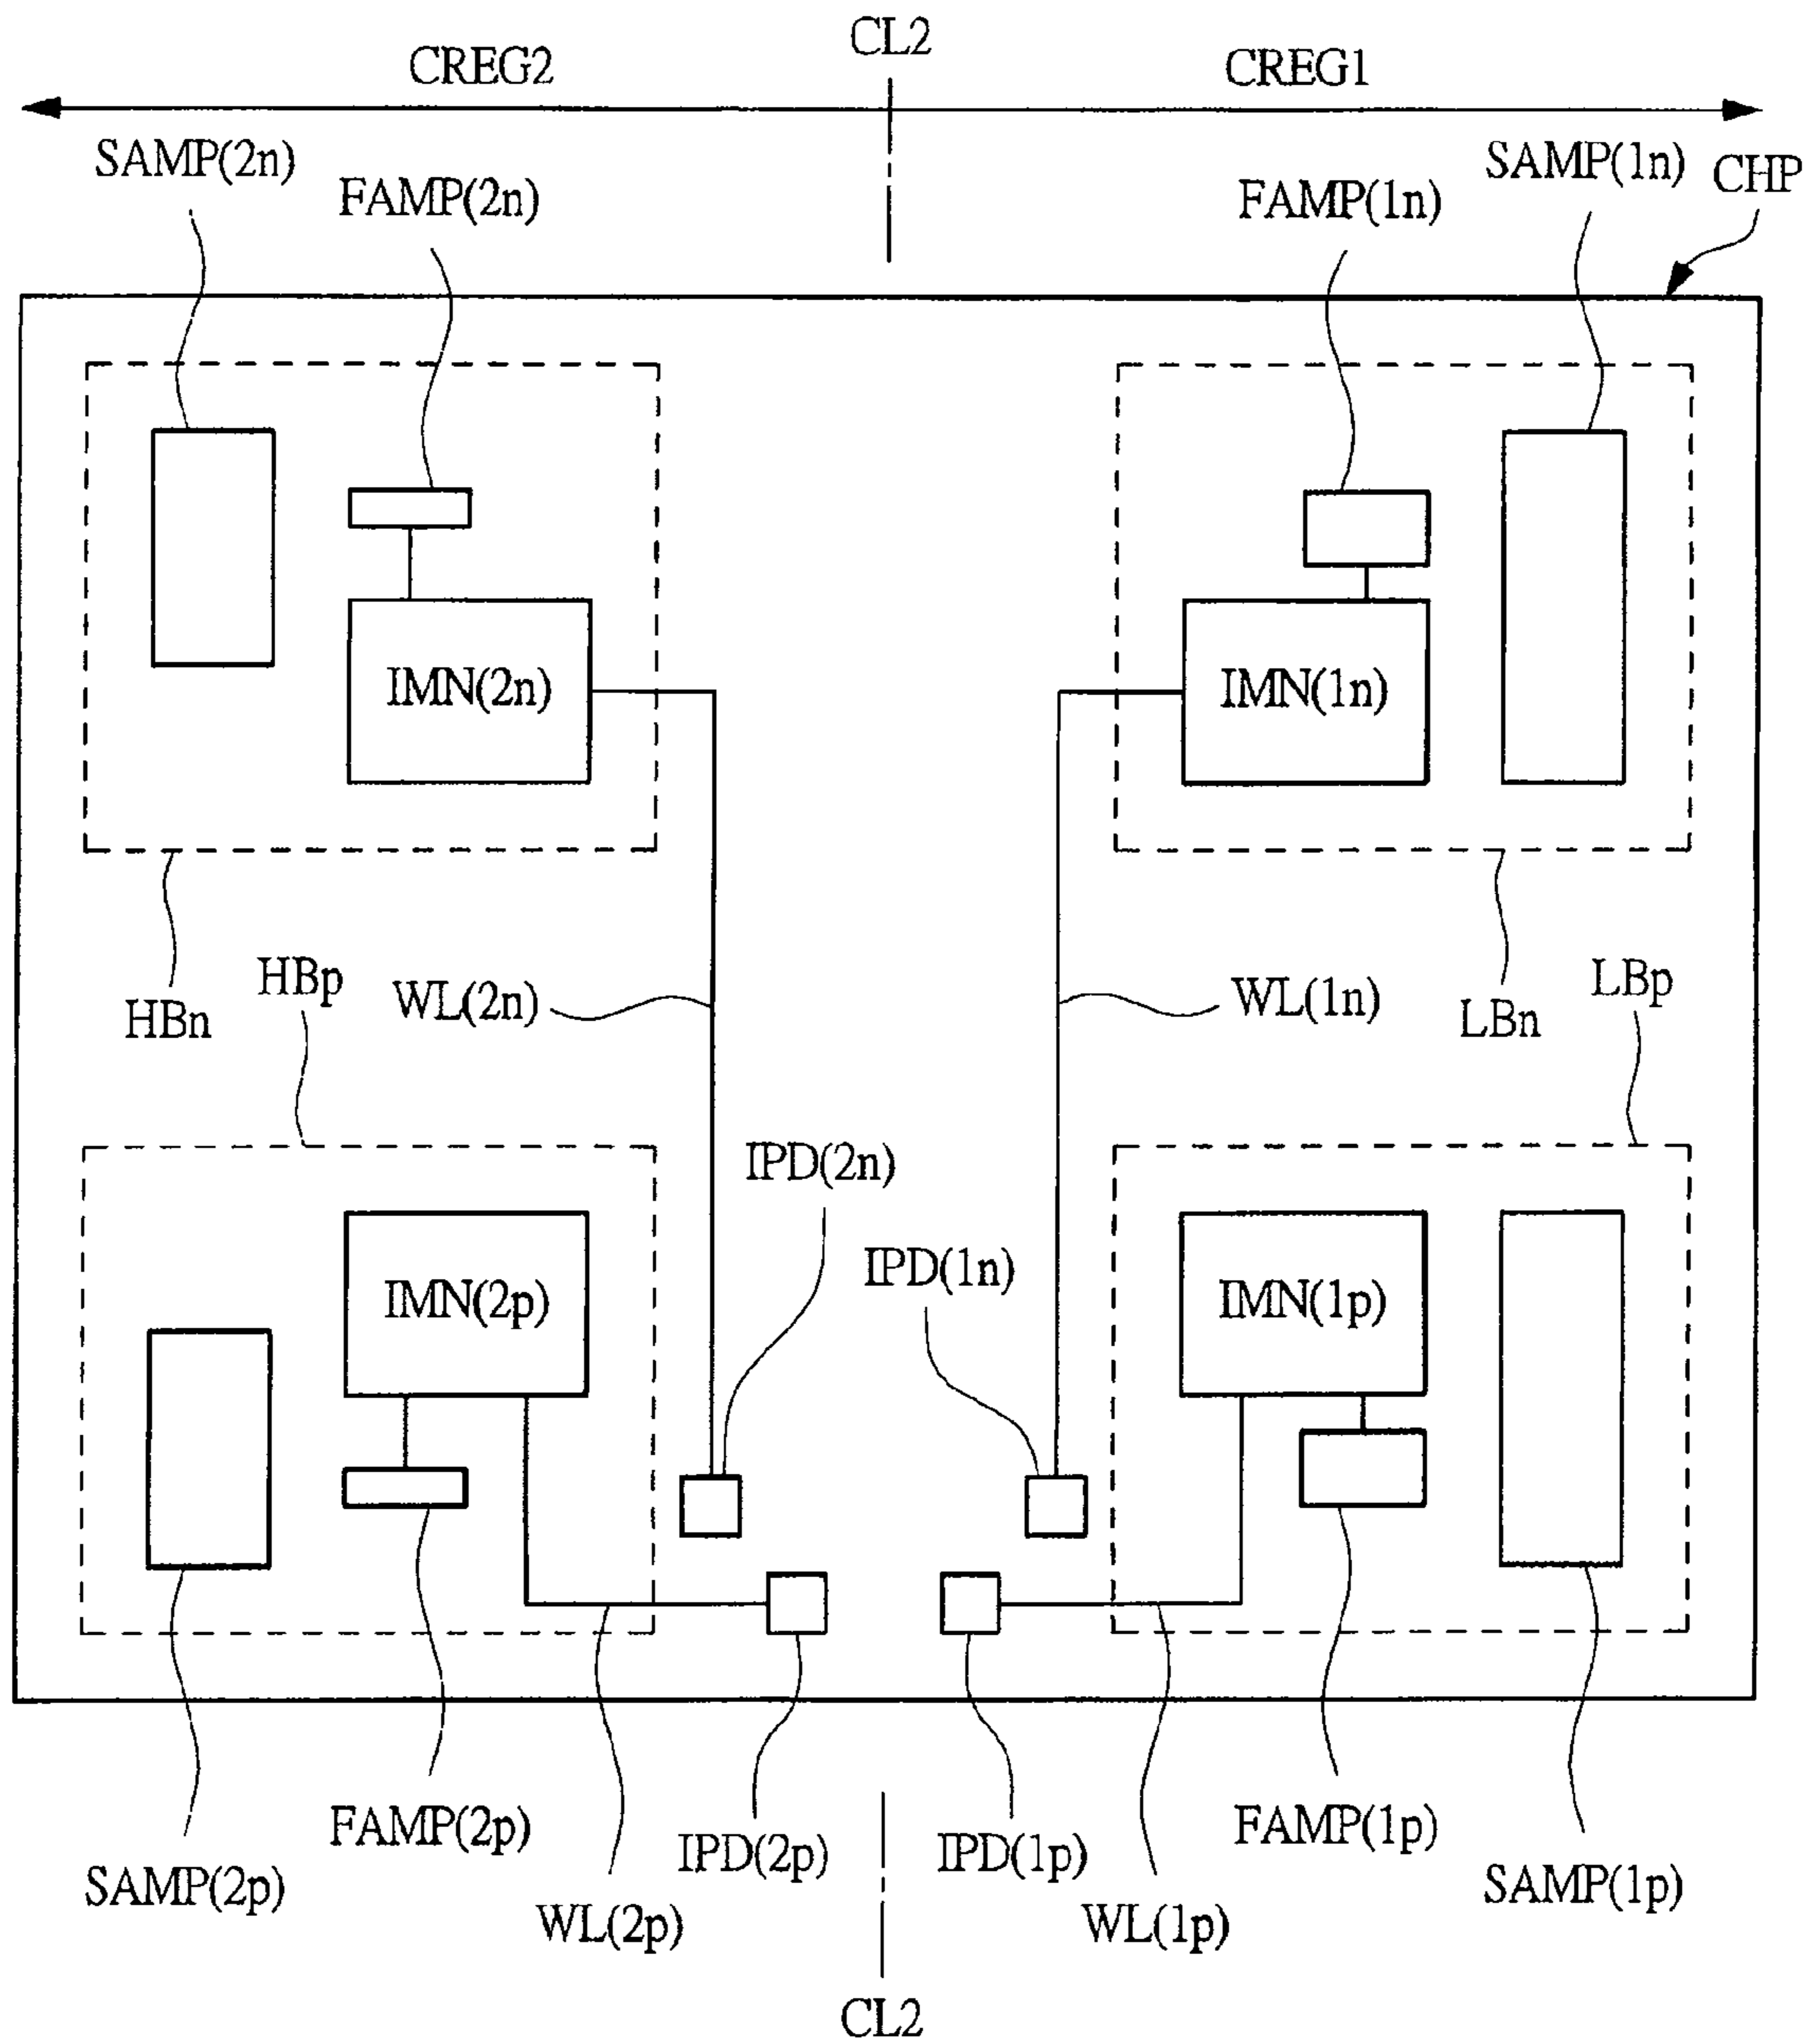 CL2
CREG2
CREG1
SAMP(2n)
FAMP(2n)
FAMP(1n)
SAMP(1n)
CHP
IMN(2n)
IMN(1n)
HBn
HBp
WL(2n)
WL(1n)
LBn
LBp
IPD(2n)
IPD(1n)
IMN(2p)
IMN(1p)
SAMP(2p)
FAMP(2p)
WL(2p)
IPD(2p)
IPD(1p)
WL(1p)
FAMP(1p)
SAMP(1p)
CL2